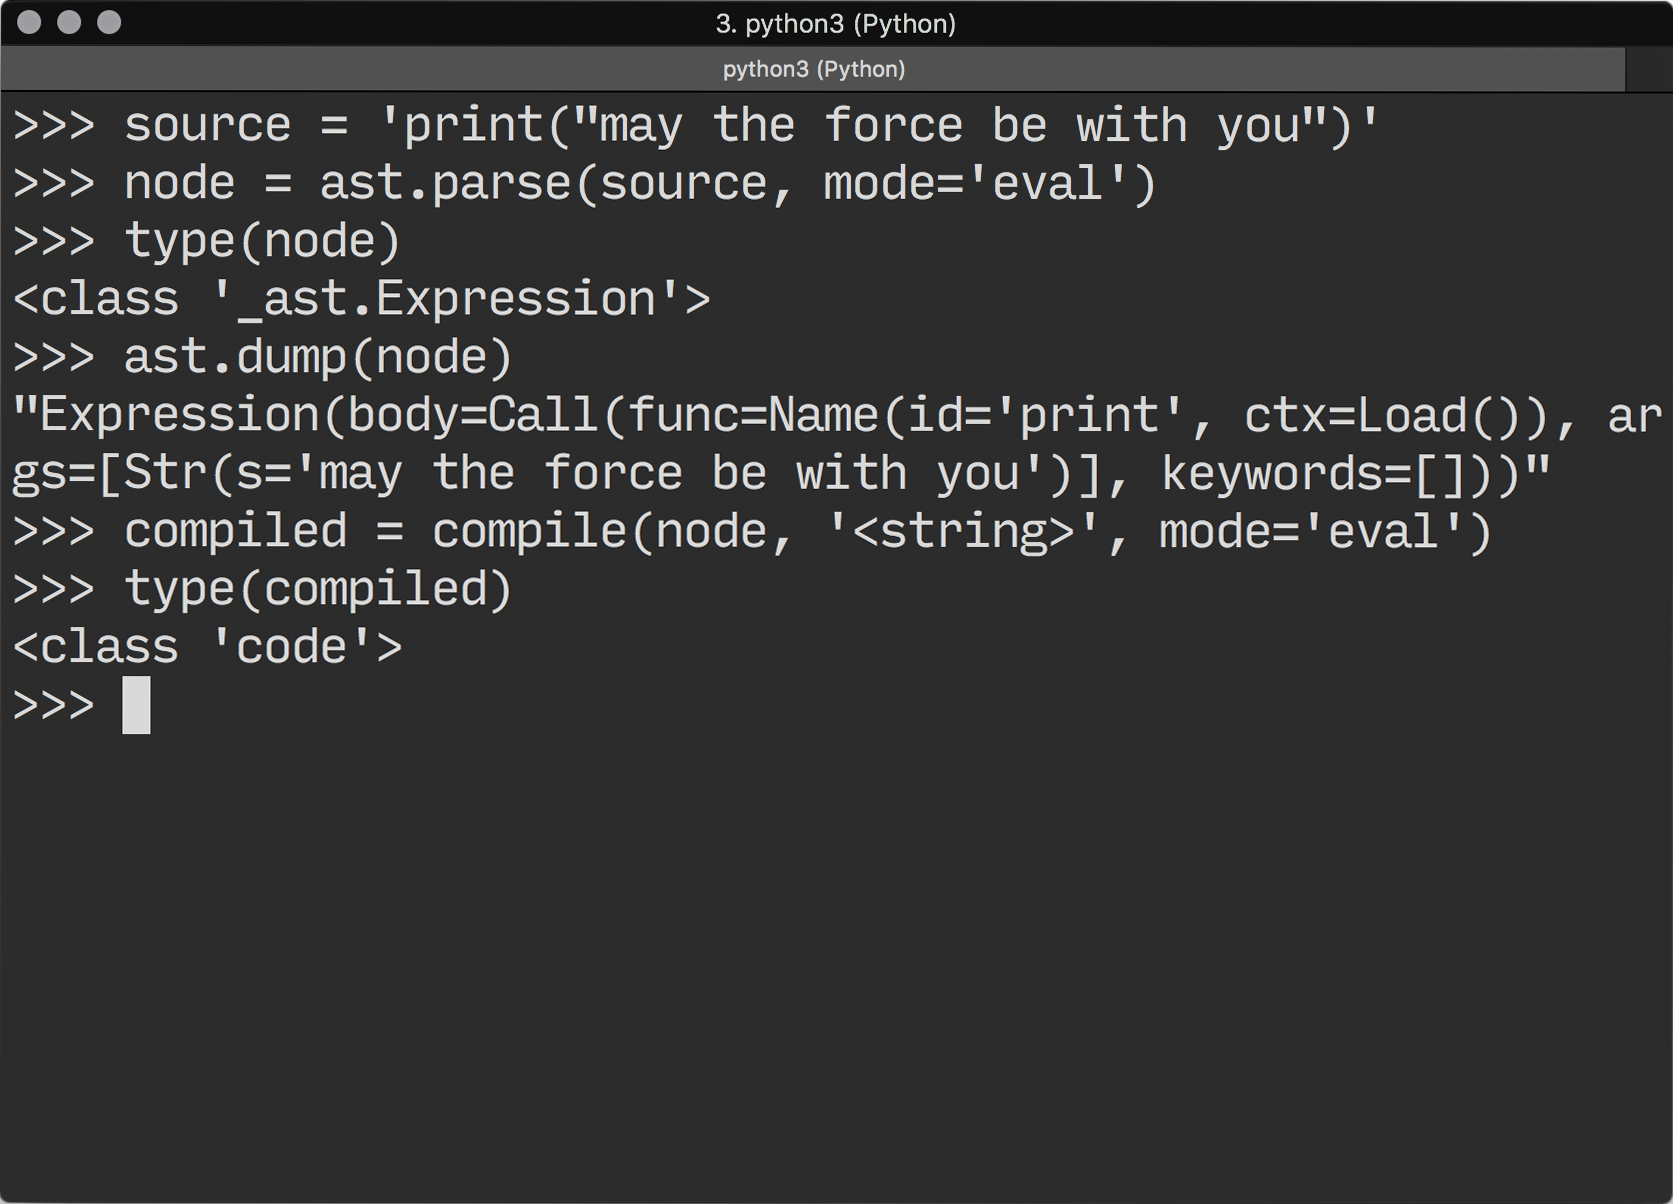 3. python3 (Python)
python3 (Python)
>>> source = 'print("may the force be with you")'
>>> node = ast.parse(source, mode='eval')
>>> type(node)
<class '_ast.Expression'>
>>> ast.dump(node)
"Expression(body=Call(func=Name(id='print', ctx=Load()), ar
gs=[Str(s='may the force be with you')], keywords=[]))"
>>> compiled = compile(node, '<string>', mode='eval')
>>> type(compiled)
<class 'code'>
>>>